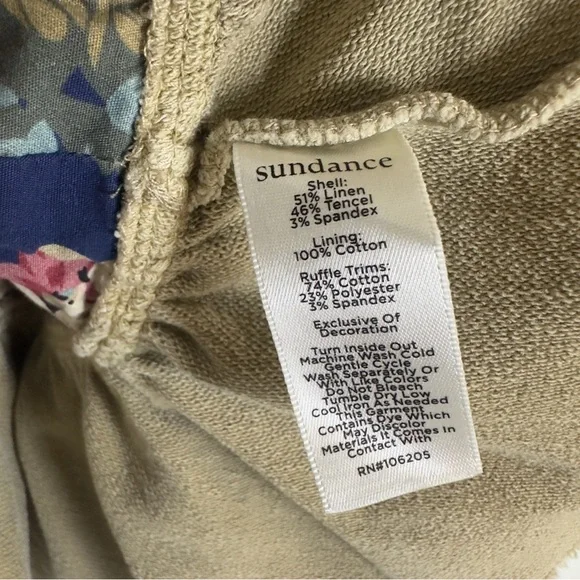 sundance
Shell:
51% Linen
46% Tencel
3% Spandex
Lining:
100% Cotton
Ruffle Trims:
74% Cotton
23% Polyester
3% Spandex
Exclusive Of
Decoration
Turn Inside Out
Machine Wash Cold
Gentle Cycle
Wash Separately Or
With Like Colors
Do Not Bleach
Tumble Dry Low
Cool Iron As Needed
This Garment
Contains Dye Which
May Discolor
Materials It Comes In
Contact With
RN#106205